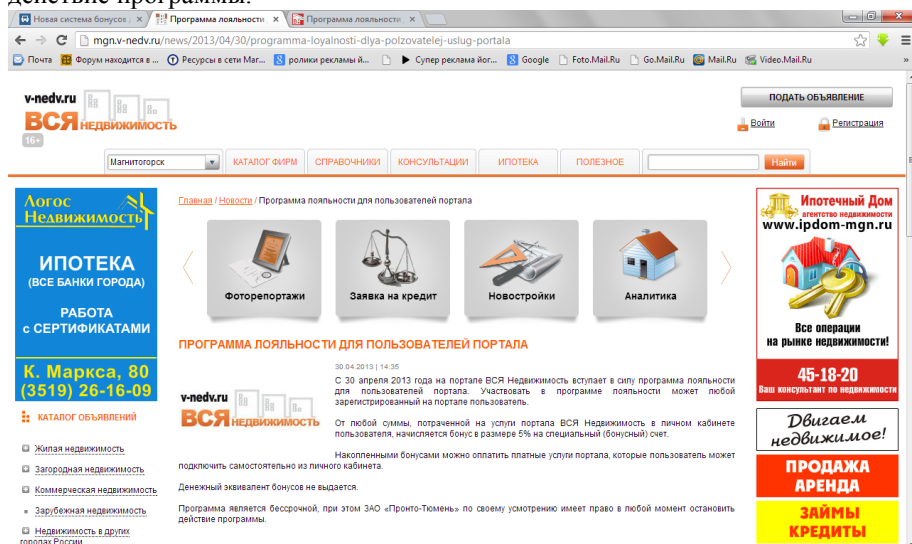 действие программы.
Новая система бонусов д
Программа лояльности
Программа лояльности
mgn.v-nedv.ru/news/2013/04/30/programma-loyalnosti-dlya-polzovatelej-uslug-portala
Почта Форум находится в ... Ресурсы в сети Маг... ролики рекламы й... Супер реклама йог... Google Foto.Mail.Ru Go.Mail.Ru Mail.Ru Video.Mail.Ru »
v-nedv.ru
ВСЯ НЕДВИЖИМОСТЬ
16+
ПОДАТЬ ОБЪЯВЛЕНИЕ
Войти Регистрация
Магнитогорск КАТАЛОГ ФИРМ СПРАВОЧНИКИ КОНСУЛЬТАЦИИ ИПОТЕКА ПОЛЕЗНОЕ Найти
Логос
Недвижимость
ИПОТЕКА
(ВСЕ БАНКИ ГОРОДА)
РАБОТА
с СЕРТИФИКАТАМИ
К. Маркса, 80
(3519) 26-16-09
КАТАЛОГ ОБЪЯВЛЕНИЙ
Жилая недвижимость
Загородная недвижимость
Коммерческая недвижимость
Зарубежная недвижимость
Недвижимость в других
городах России
Главная / Новости / Программа лояльности для пользователей портала
Фоторепортажи Заявка на кредит Новостройки Аналитика
ПРОГРАММА ЛОЯЛЬНОСТИ ДЛЯ ПОЛЬЗОВАТЕЛЕЙ ПОРТАЛА
30.04.2013 | 14:35
v-nedv.ru
ВСЯ НЕДВИЖИМОСТЬ
С 30 апреля 2013 года на портале ВСЯ Недвижимость вступает в силу программа лояльности
для пользователей портала. Участвовать в программе лояльности может любой
зарегистрированный на портале пользователь.
От любой суммы, потраченной на услуги портала ВСЯ Недвижимость в личном кабинете
пользователя, начисляется бонус в размере 5% на специальный (бонусный) счет.
Накопленными бонусами можно оплатить платные услуги портала, которые пользователь может
подключить самостоятельно из личного кабинета.
Денежный эквивалент бонусов не выдается.
Программа является бессрочной, при этом ЗАО «Пронто-Тюмень» по своему усмотрению имеет право в любой момент остановить
действие программы.
Ипотечный Дом
агентство недвижимости
www.ipdom-mgn.ru
Все операции
на рынке недвижимости!
45-18-20
Ваш консультант по недвижимости
Двигаем
недвижимое!
ПРОДАЖА
АРЕНДА
ЗАЙМЫ
КРЕДИТЫ